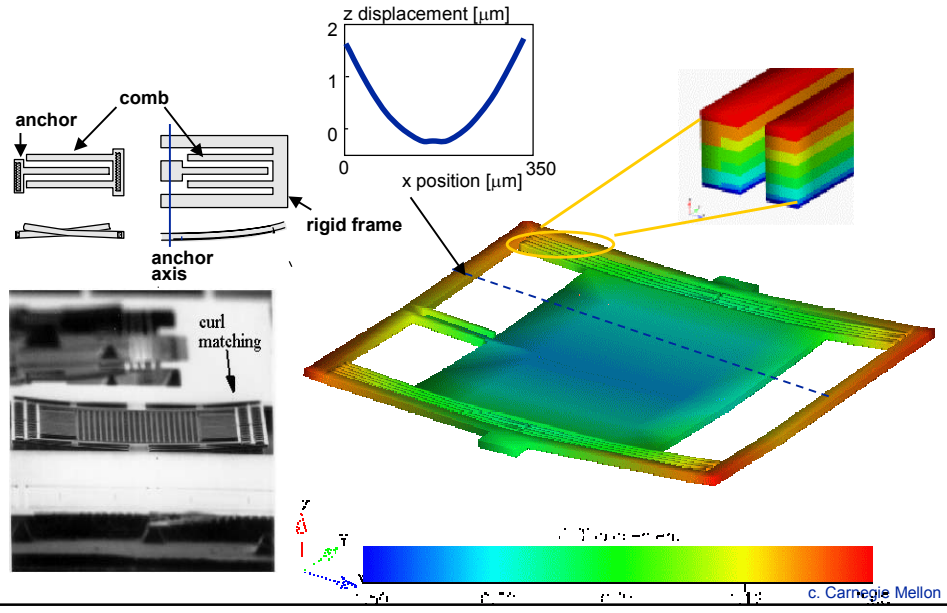 z displacement [µm]
2
1
0
0
350
x position [µm]
comb
anchor
rigid frame
anchor
axis
curl
matching
c. Carnegie Mellon